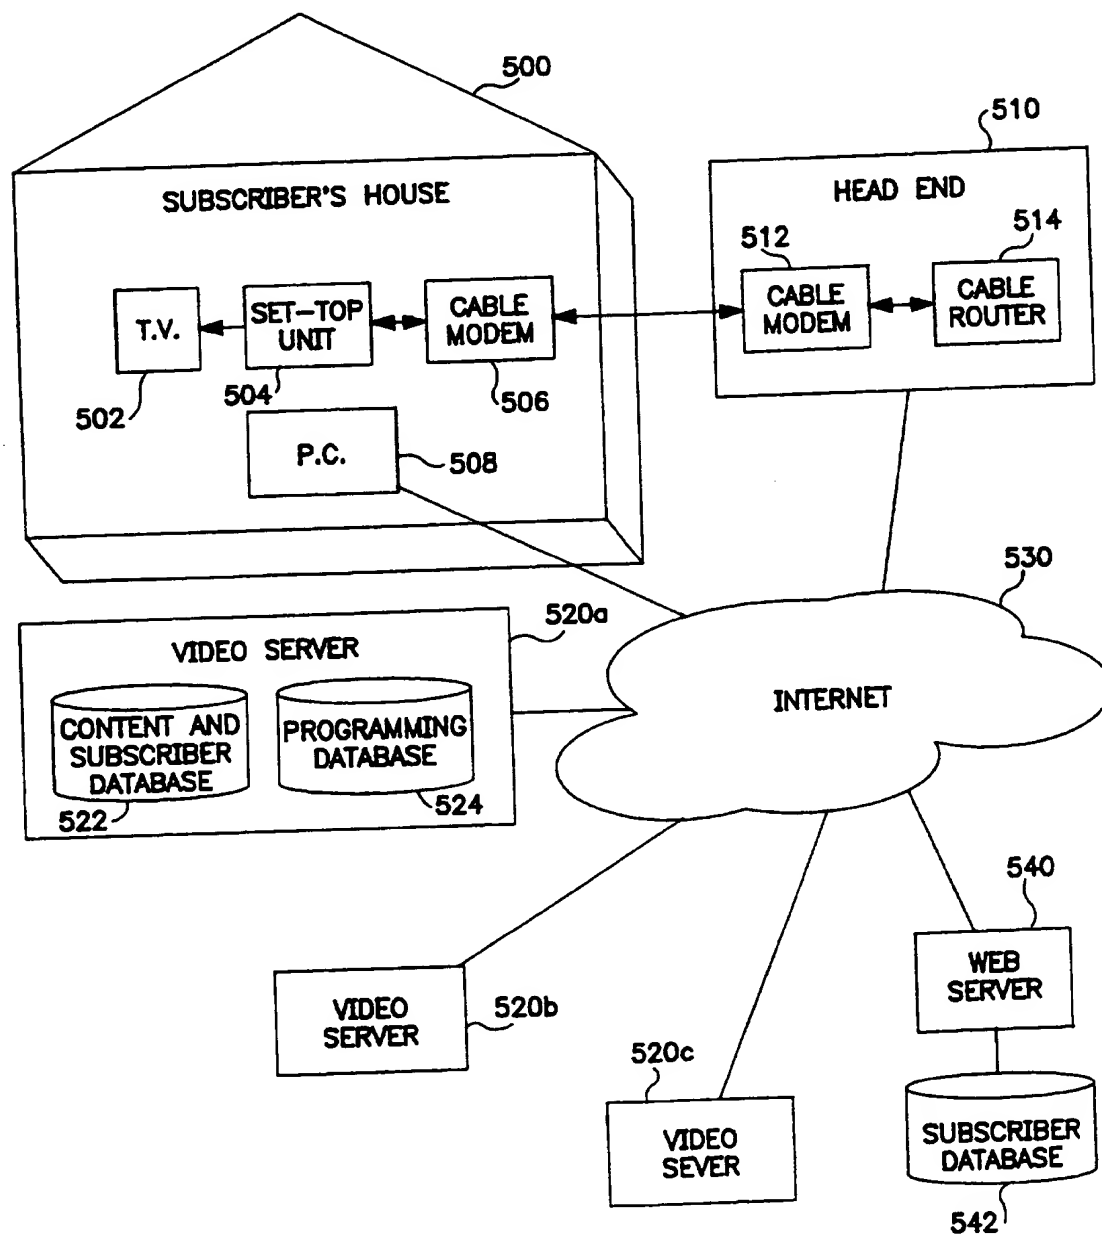 500
510
SUBSCRIBER'S HOUSE
HEAD END
512
514
T.V.
SET-TOP
UNIT
CABLE
MODEM
CABLE
MODEM
CABLE
ROUTER
502
504
506
P.C.
508
530
520a
VIDEO SERVER
CONTENT AND
SUBSCRIBER
DATABASE
PROGRAMMING
DATABASE
522
524
INTERNET
540
WEB
SERVER
VIDEO
SERVER
520b
520c
VIDEO
SEVER
SUBSCRIBER
DATABASE
542